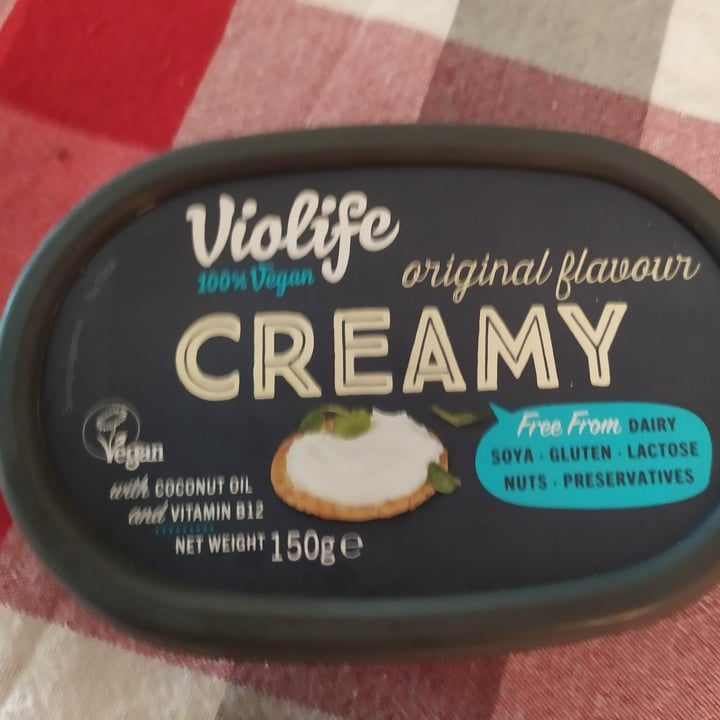 Violife
100% Vegan
original flavour
CREAMY
Free From DAIRY
SOYA · GLUTEN · LACTOSE
NUTS · PRESERVATIVES
Vegan
with COCONUT OIL
and VITAMIN B12
NET WEIGHT 150g e